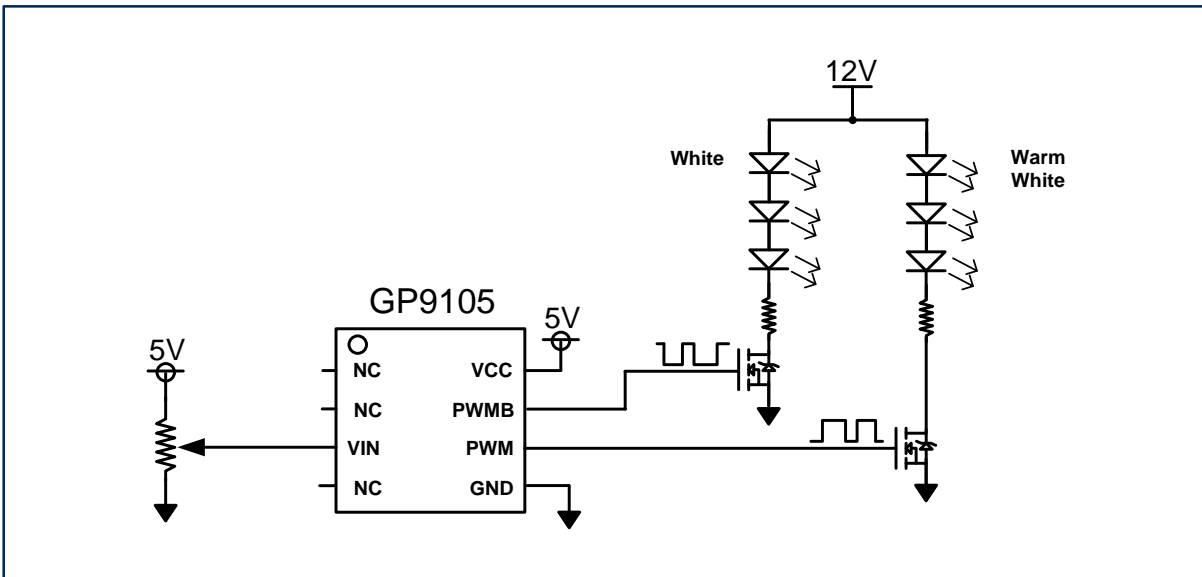 12V
White
Warm
White
GP9105
5V
5V
NC
VCC
NC
PWMB
VIN
PWM
NC
GND